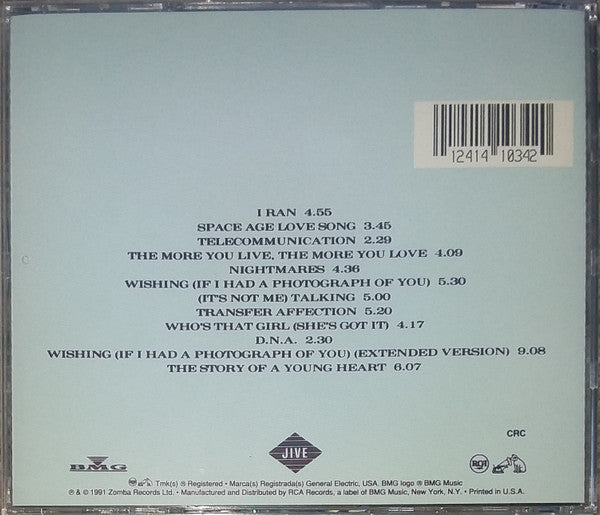 12414 10342
I RAN 4.55
SPACE AGE LOVE SONG 3.45
TELECOMMUNICATION 2.29
THE MORE YOU LIVE, THE MORE YOU LOVE 4.09
NIGHTMARES 4.36
WISHING (IF I HAD A PHOTOGRAPH OF YOU) 5.30
(IT'S NOT ME) TALKING 5.00
TRANSFER AFFECTION 5.20
WHO'S THAT GIRL (SHE'S GOT IT) 4.17
D.N.A. 2.30
WISHING (IF I HAD A PHOTOGRAPH OF YOU) (EXTENDED VERSION) 9.08
THE STORY OF A YOUNG HEART 6.07
CRC
BMG
JIVE
RCA
Tmk(s) ® Registered • Marca(s) Registrada(s) General Electric, USA. BMG logo ® BMG Music
℗ & © 1991 Zomba Records Ltd. • Manufactured and Distributed by RCA Records, a label of BMG Music, New York, N.Y. • Printed in U.S.A.